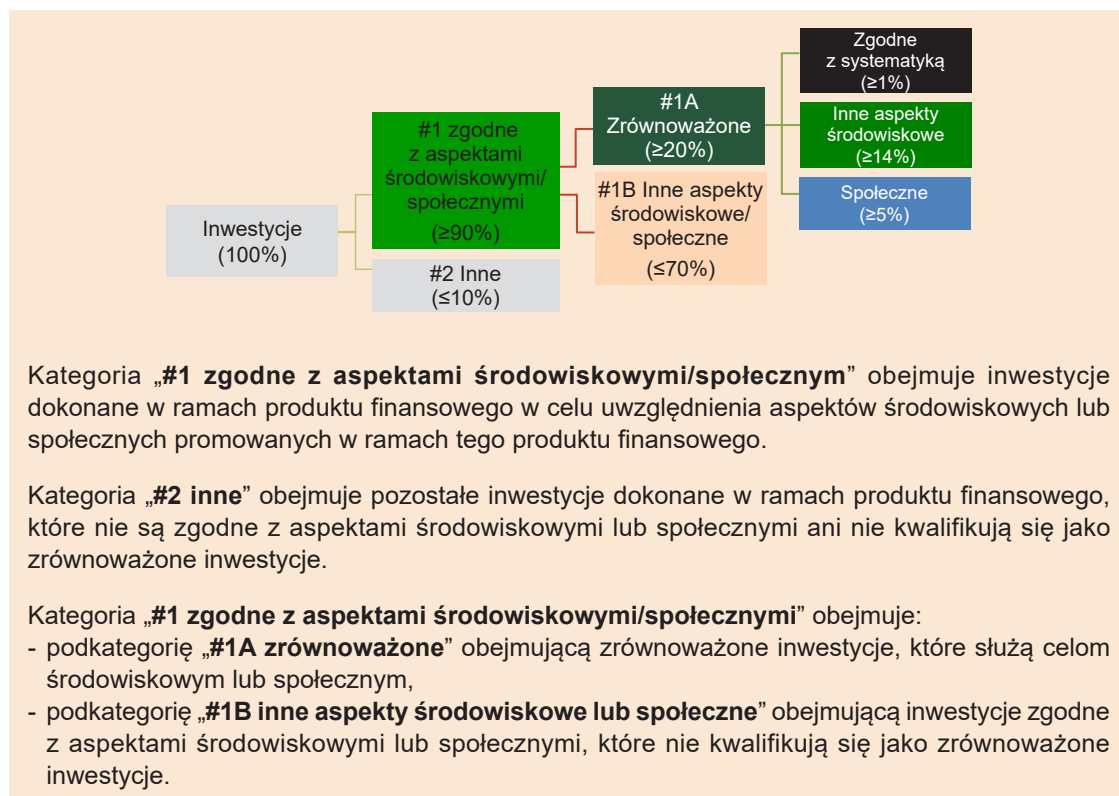 Inwestycje
(100%)
#1 zgodne
z aspektami
środowiskowymi/
społecznymi
(≥90%)
#2 Inne
(≤10%)
#1A
Zrównoważone
(≥20%)
#1B Inne aspekty
środowiskowe/
społeczne
(≤70%)
Zgodne
z systematyką
(≥1%)
Inne aspekty
środowiskowe
(≥14%)
Społeczne
(≥5%)
Kategoria „#1 zgodne z aspektami środowiskowymi/społecznym” obejmuje inwestycje
dokonane w ramach produktu finansowego w celu uwzględnienia aspektów środowiskowych lub
społecznych promowanych w ramach tego produktu finansowego.
Kategoria „#2 inne” obejmuje pozostałe inwestycje dokonane w ramach produktu finansowego,
które nie są zgodne z aspektami środowiskowymi lub społecznymi ani nie kwalifikują się jako
zrównoważone inwestycje.
Kategoria „#1 zgodne z aspektami środowiskowymi/społecznymi” obejmuje:
- podkategorię „#1A zrównoważone” obejmującą zrównoważone inwestycje, które służą celom
środowiskowym lub społecznym,
- podkategorię „#1B inne aspekty środowiskowe lub społeczne” obejmującą inwestycje zgodne
z aspektami środowiskowymi lub społecznymi, które nie kwalifikują się jako zrównoważone
inwestycje.